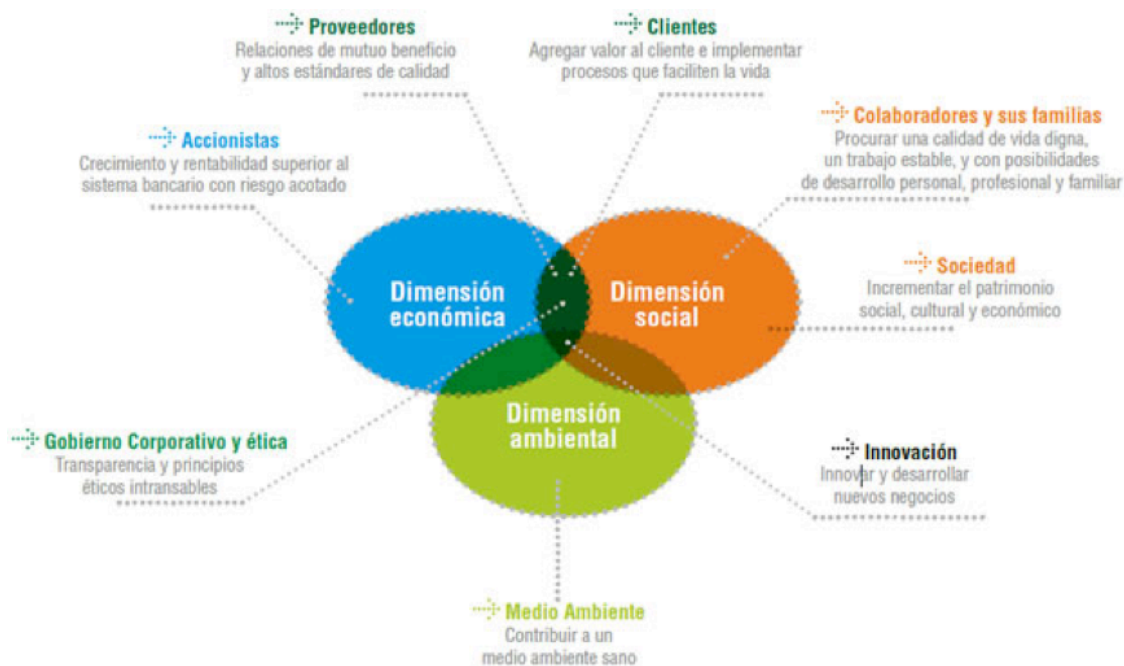 Proveedores
Relaciones de mutuo beneficio
y altos estándares de calidad
Clientes
Agregar valor al cliente e implementar
procesos que faciliten la vida
Accionistas
Crecimiento y rentabilidad superior al
sistema bancario con riesgo acotado
Colaboradores y sus familias
Procurar una calidad de vida digna,
un trabajo estable, y con posibilidades
de desarrollo personal, profesional y familiar
Dimensión
económica
Dimensión
social
Sociedad
Incrementar el patrimonio
social, cultural y económico
Dimensión
ambiental
Gobierno Corporativo y ética
Transparencia y principios
éticos intransables
Innovación
Innovar y desarrollar
nuevos negocios
Medio Ambiente
Contribuir a un
medio ambiente sano